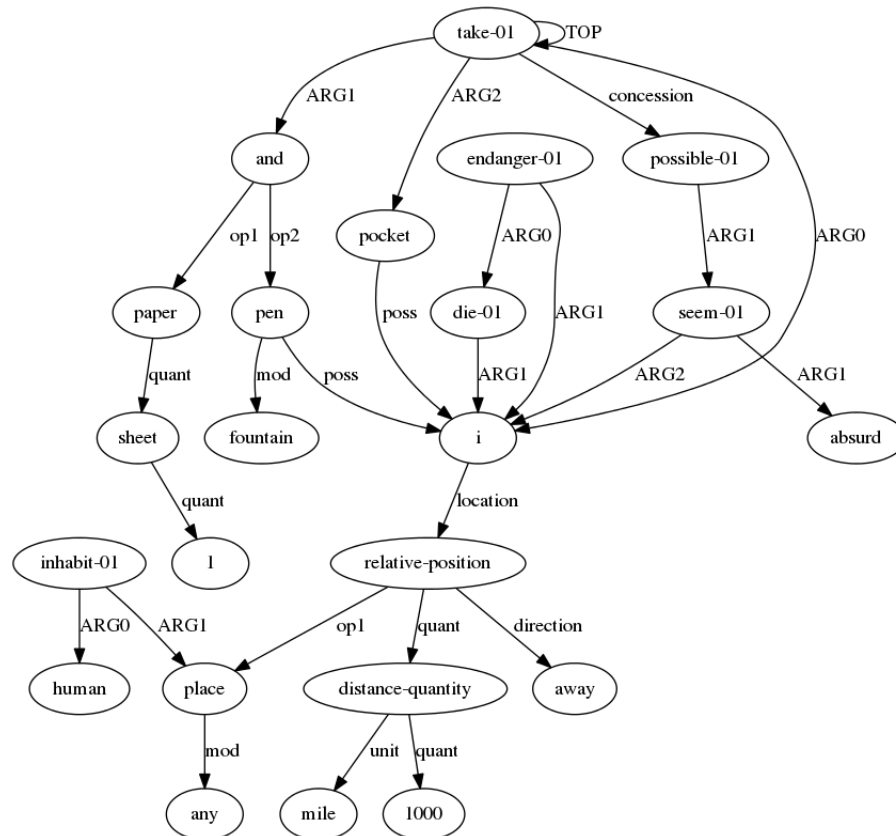 take-01 TOP
ARG1 ARG2 concession
and endanger-01 possible-01
op1 op2 pocket ARG0 ARG1 ARG0
paper pen poss die-01 ARG1 seem-01
quant mod poss ARG1 ARG2 ARG1
sheet fountain i absurd
quant location
inhabit-01 1 relative-position
ARG0 ARG1 op1 quant direction
human place distance-quantity away
mod unit quant
any mile 1000